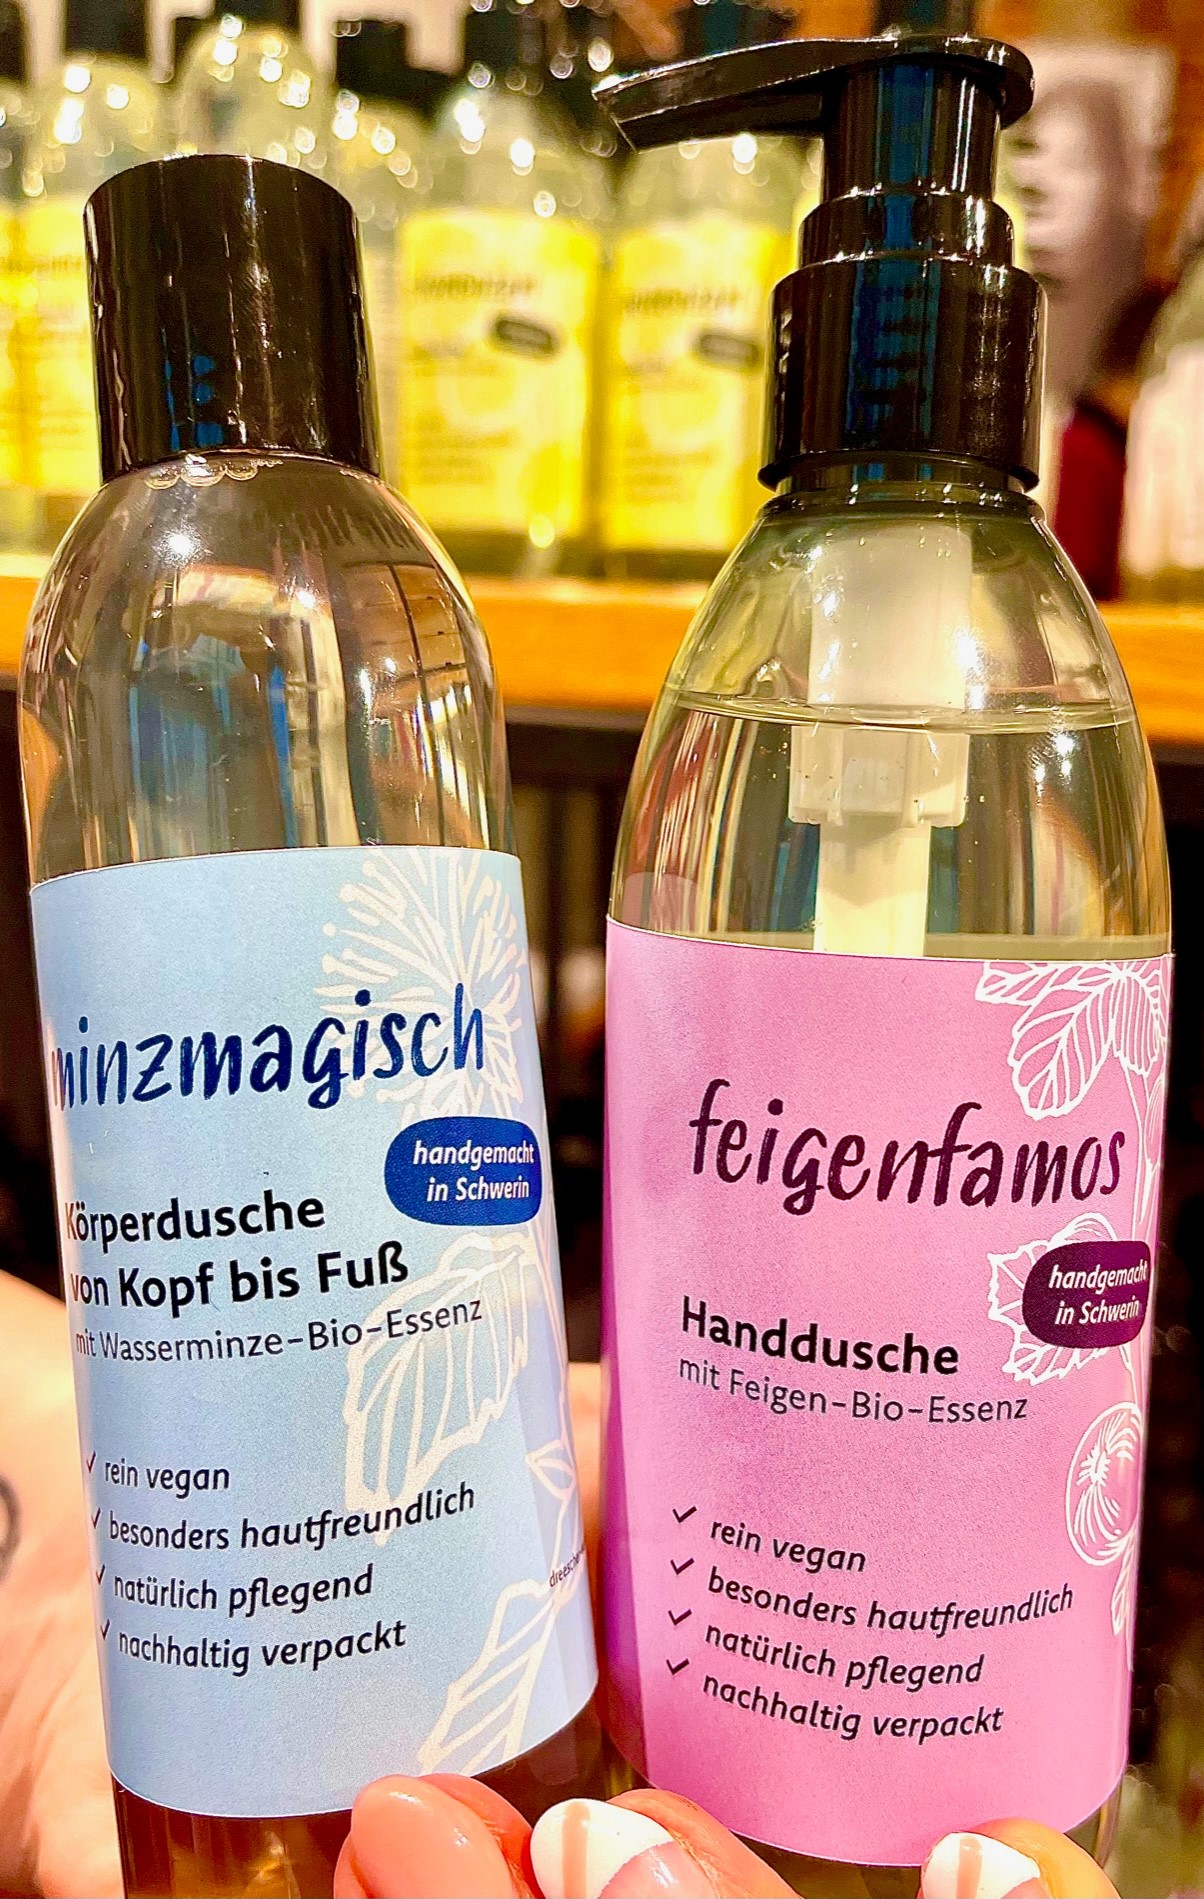 minzmagisch
handgemacht
in Schwerin
Körperdusche
von Kopf bis Fuß
mit Wasserminze-Bio-Essenz
✓ rein vegan
✓ besonders hautfreundlich
✓ natürlich pflegend
✓ nachhaltig verpackt
feigenfamos
handgemacht
in Schwerin
Handdusche
mit Feigen-Bio-Essenz
✓ rein vegan
✓ besonders hautfreundlich
✓ natürlich pflegend
✓ nachhaltig verpackt